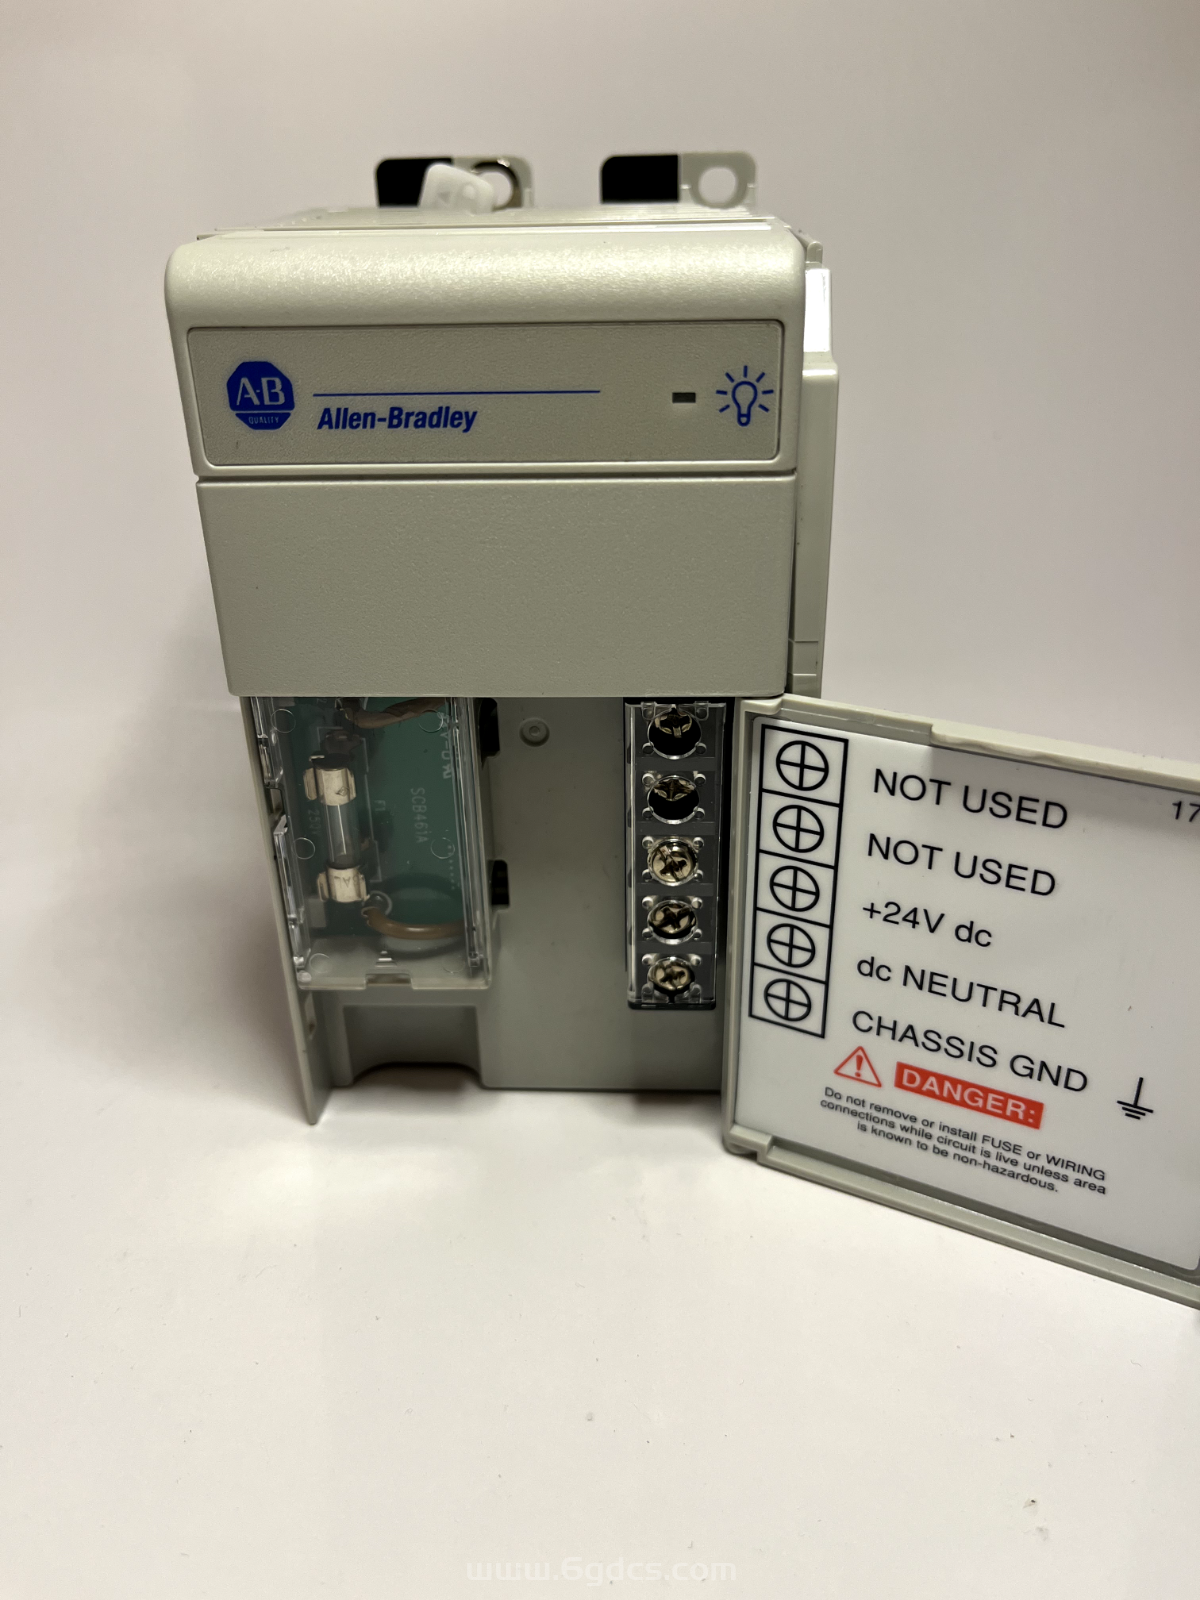 A-B
QUALITY
Allen-Bradley
SCB461A
NOT USED
17
NOT USED
+24V dc
dc NEUTRAL
CHASSIS GND
DANGER:
Do not remove or install FUSE or WIRING
connections while circuit is live unless area
is known to be non-hazardous.
www.6gdcs.com